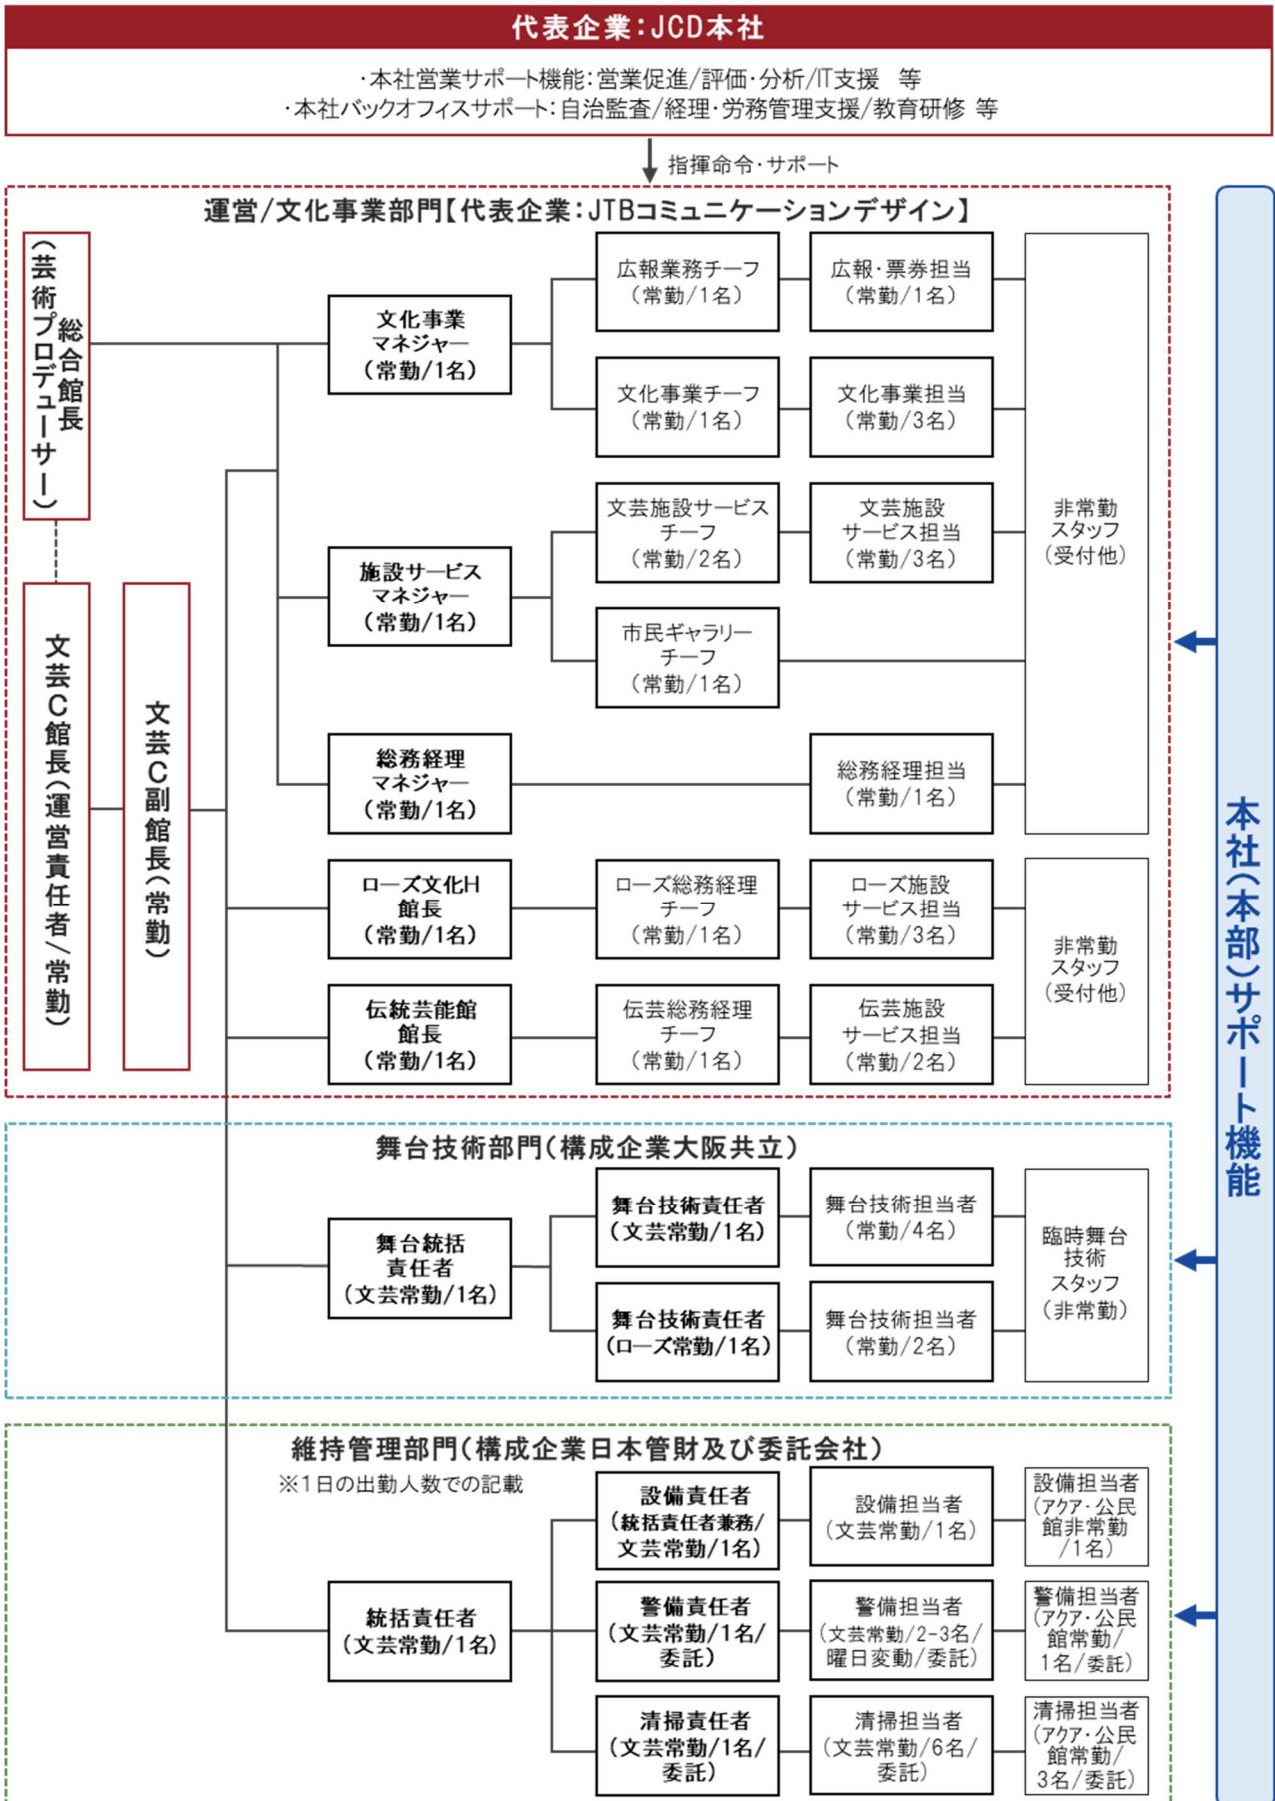 代表企業：JCD本社
・本社営業サポート機能：営業促進/評価・分析/IT支援 等
・本社バックオフィスサポート：自治監査/経理・労務管理支援/教育研修 等
指揮命令・サポート
運営/文化事業部門【代表企業：JTBコミュニケーションデザイン】
総合館長
（芸術プロデューサー）
文芸C館長（運営責任者/常勤）
文芸C副館長（常勤）
文化事業
マネジャー
（常勤/1名）
広報業務チーフ
（常勤/1名）
広報・票券担当
（常勤/1名）
文化事業チーフ
（常勤/1名）
文化事業担当
（常勤/3名）
施設サービス
マネジャー
（常勤/1名）
文芸施設サービス
チーフ
（常勤/2名）
文芸施設
サービス担当
（常勤/3名）
市民ギャラリー
チーフ
（常勤/1名）
総務経理
マネジャー
（常勤/1名）
総務経理担当
（常勤/1名）
非常勤
スタッフ
（受付他）
ローズ文化H
館長
（常勤/1名）
ローズ総務経理
チーフ
（常勤/1名）
ローズ施設
サービス担当
（常勤/3名）
伝統芸能館
館長
（常勤/1名）
伝芸総務経理
チーフ
（常勤/1名）
伝芸施設
サービス担当
（常勤/2名）
非常勤
スタッフ
（受付他）
舞台技術部門（構成企業大阪共立）
舞台統括
責任者
（文芸常勤/1名）
舞台技術責任者
（文芸常勤/1名）
舞台技術担当者
（常勤/4名）
舞台技術責任者
（ローズ常勤/1名）
舞台技術担当者
（常勤/2名）
臨時舞台
技術
スタッフ
（非常勤）
維持管理部門（構成企業日本管財及び委託会社）
※1日の出勤人数での記載
統括責任者
（文芸常勤/1名）
設備責任者
（統括責任者兼務/
文芸常勤/1名）
設備担当者
（文芸常勤/1名）
設備担当者
（アクア・公民
館非常勤
/1名）
警備責任者
（文芸常勤/1名/
委託）
警備担当者
（文芸常勤/2-3名/
曜日変動/委託）
警備担当者
（アクア・公民
館常勤/
1名/委託）
清掃責任者
（文芸常勤/1名/
委託）
清掃担当者
（文芸常勤/6名/
委託）
清掃担当者
（アクア・公民
館常勤/
3名/委託）
本社（本部）サポート機能